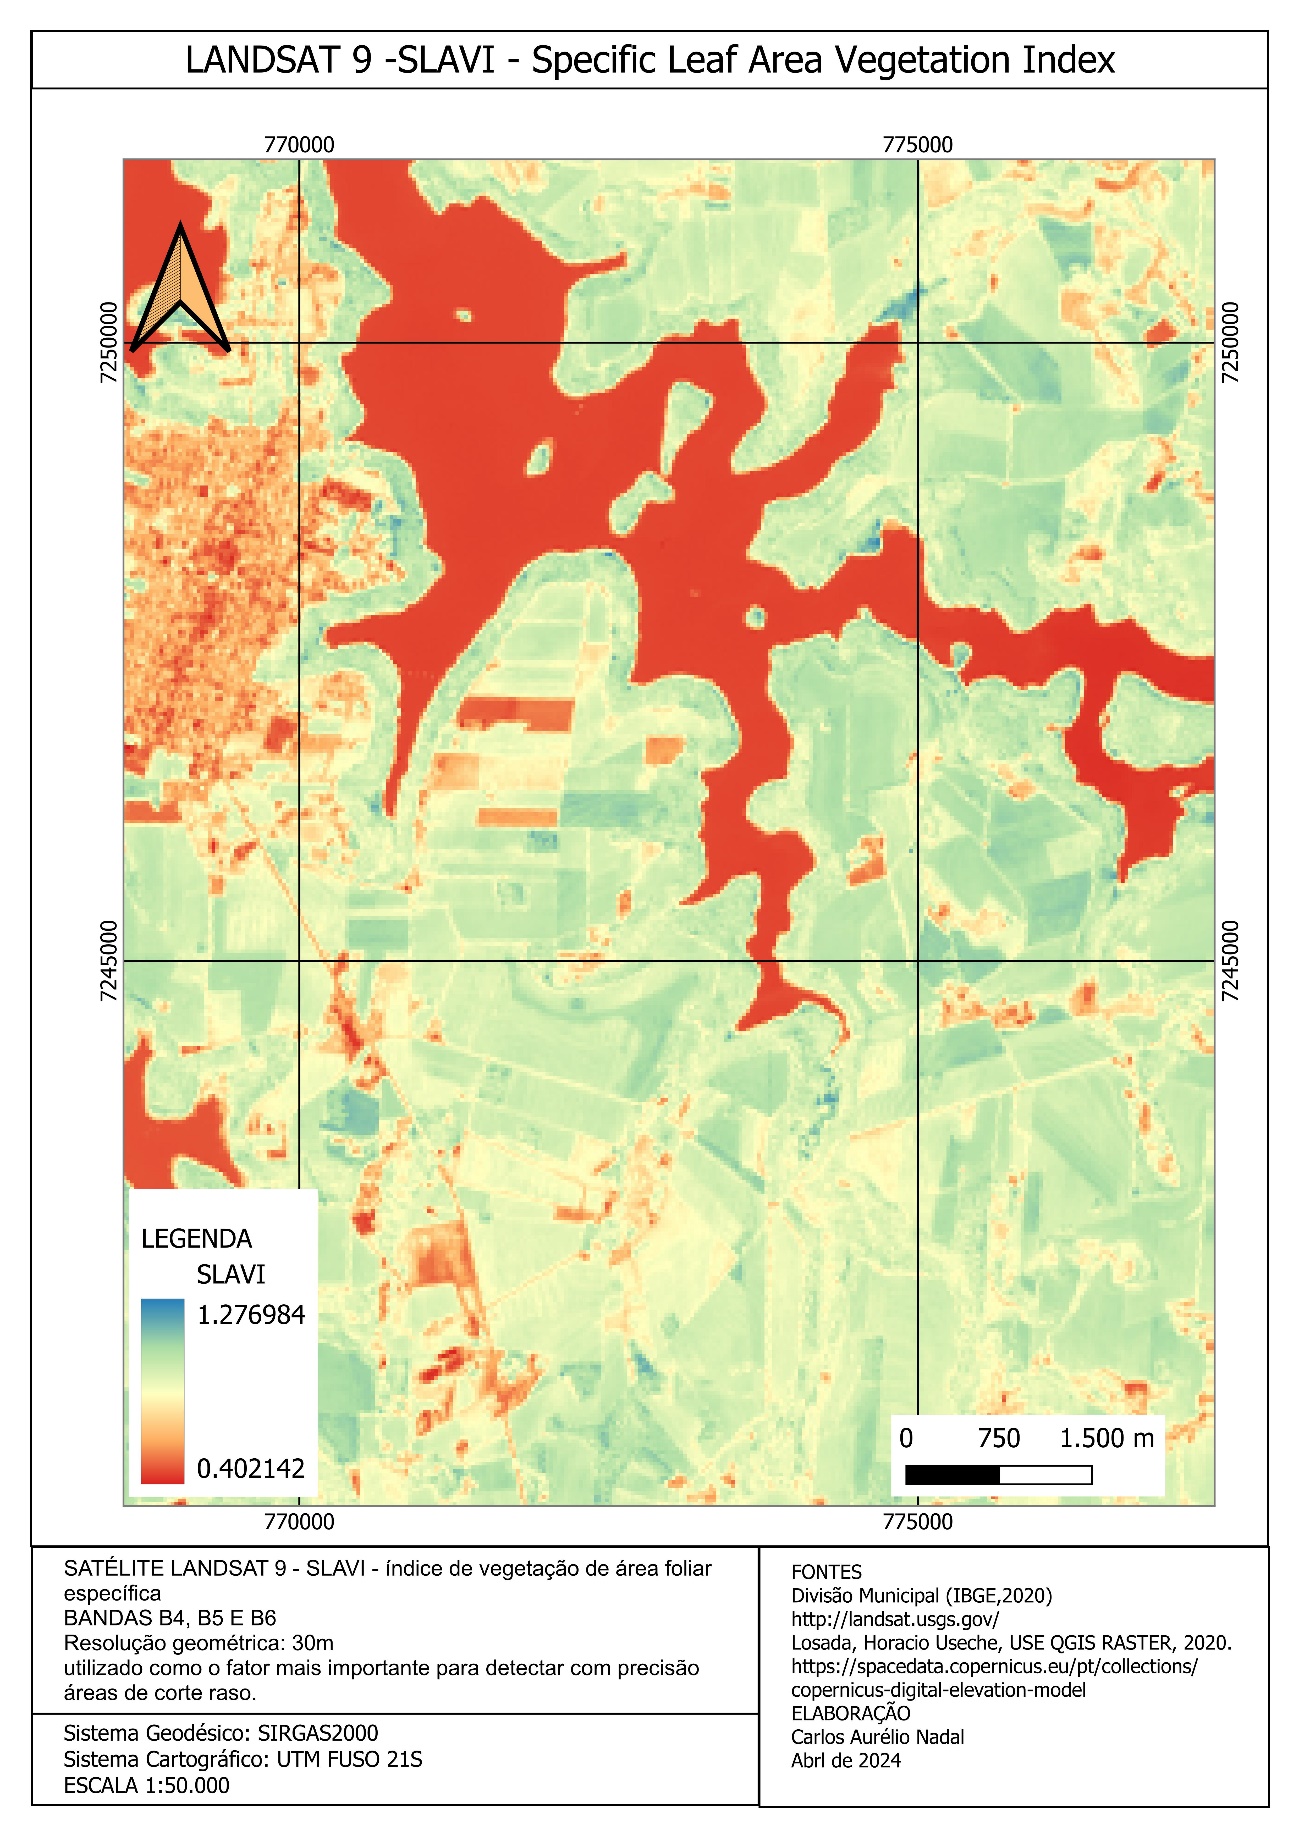 LANDSAT 9 -SLAVI - Specific Leaf Area Vegetation Index
770000 775000
7250000 7250000
7245000 7245000
LEGENDA
SLAVI
1.276984
0.402142
0 750 1.500 m
770000 775000
SATÉLITE LANDSAT 9 - SLAVI - índice de vegetação de área foliar
específica
BANDAS B4, B5 E B6
Resolução geométrica: 30m
utilizado como o fator mais importante para detectar com precisão
áreas de corte raso.
Sistema Geodésico: SIRGAS2000
Sistema Cartográfico: UTM FUSO 21S
ESCALA 1:50.000
FONTES
Divisão Municipal (IBGE,2020)
http://landsat.usgs.gov/
Losada, Horacio Useche, USE QGIS RASTER, 2020.
https://spacedata.copernicus.eu/pt/collections/
copernicus-digital-elevation-model
ELABORAÇÃO
Carlos Aurélio Nadal
Abrl de 2024